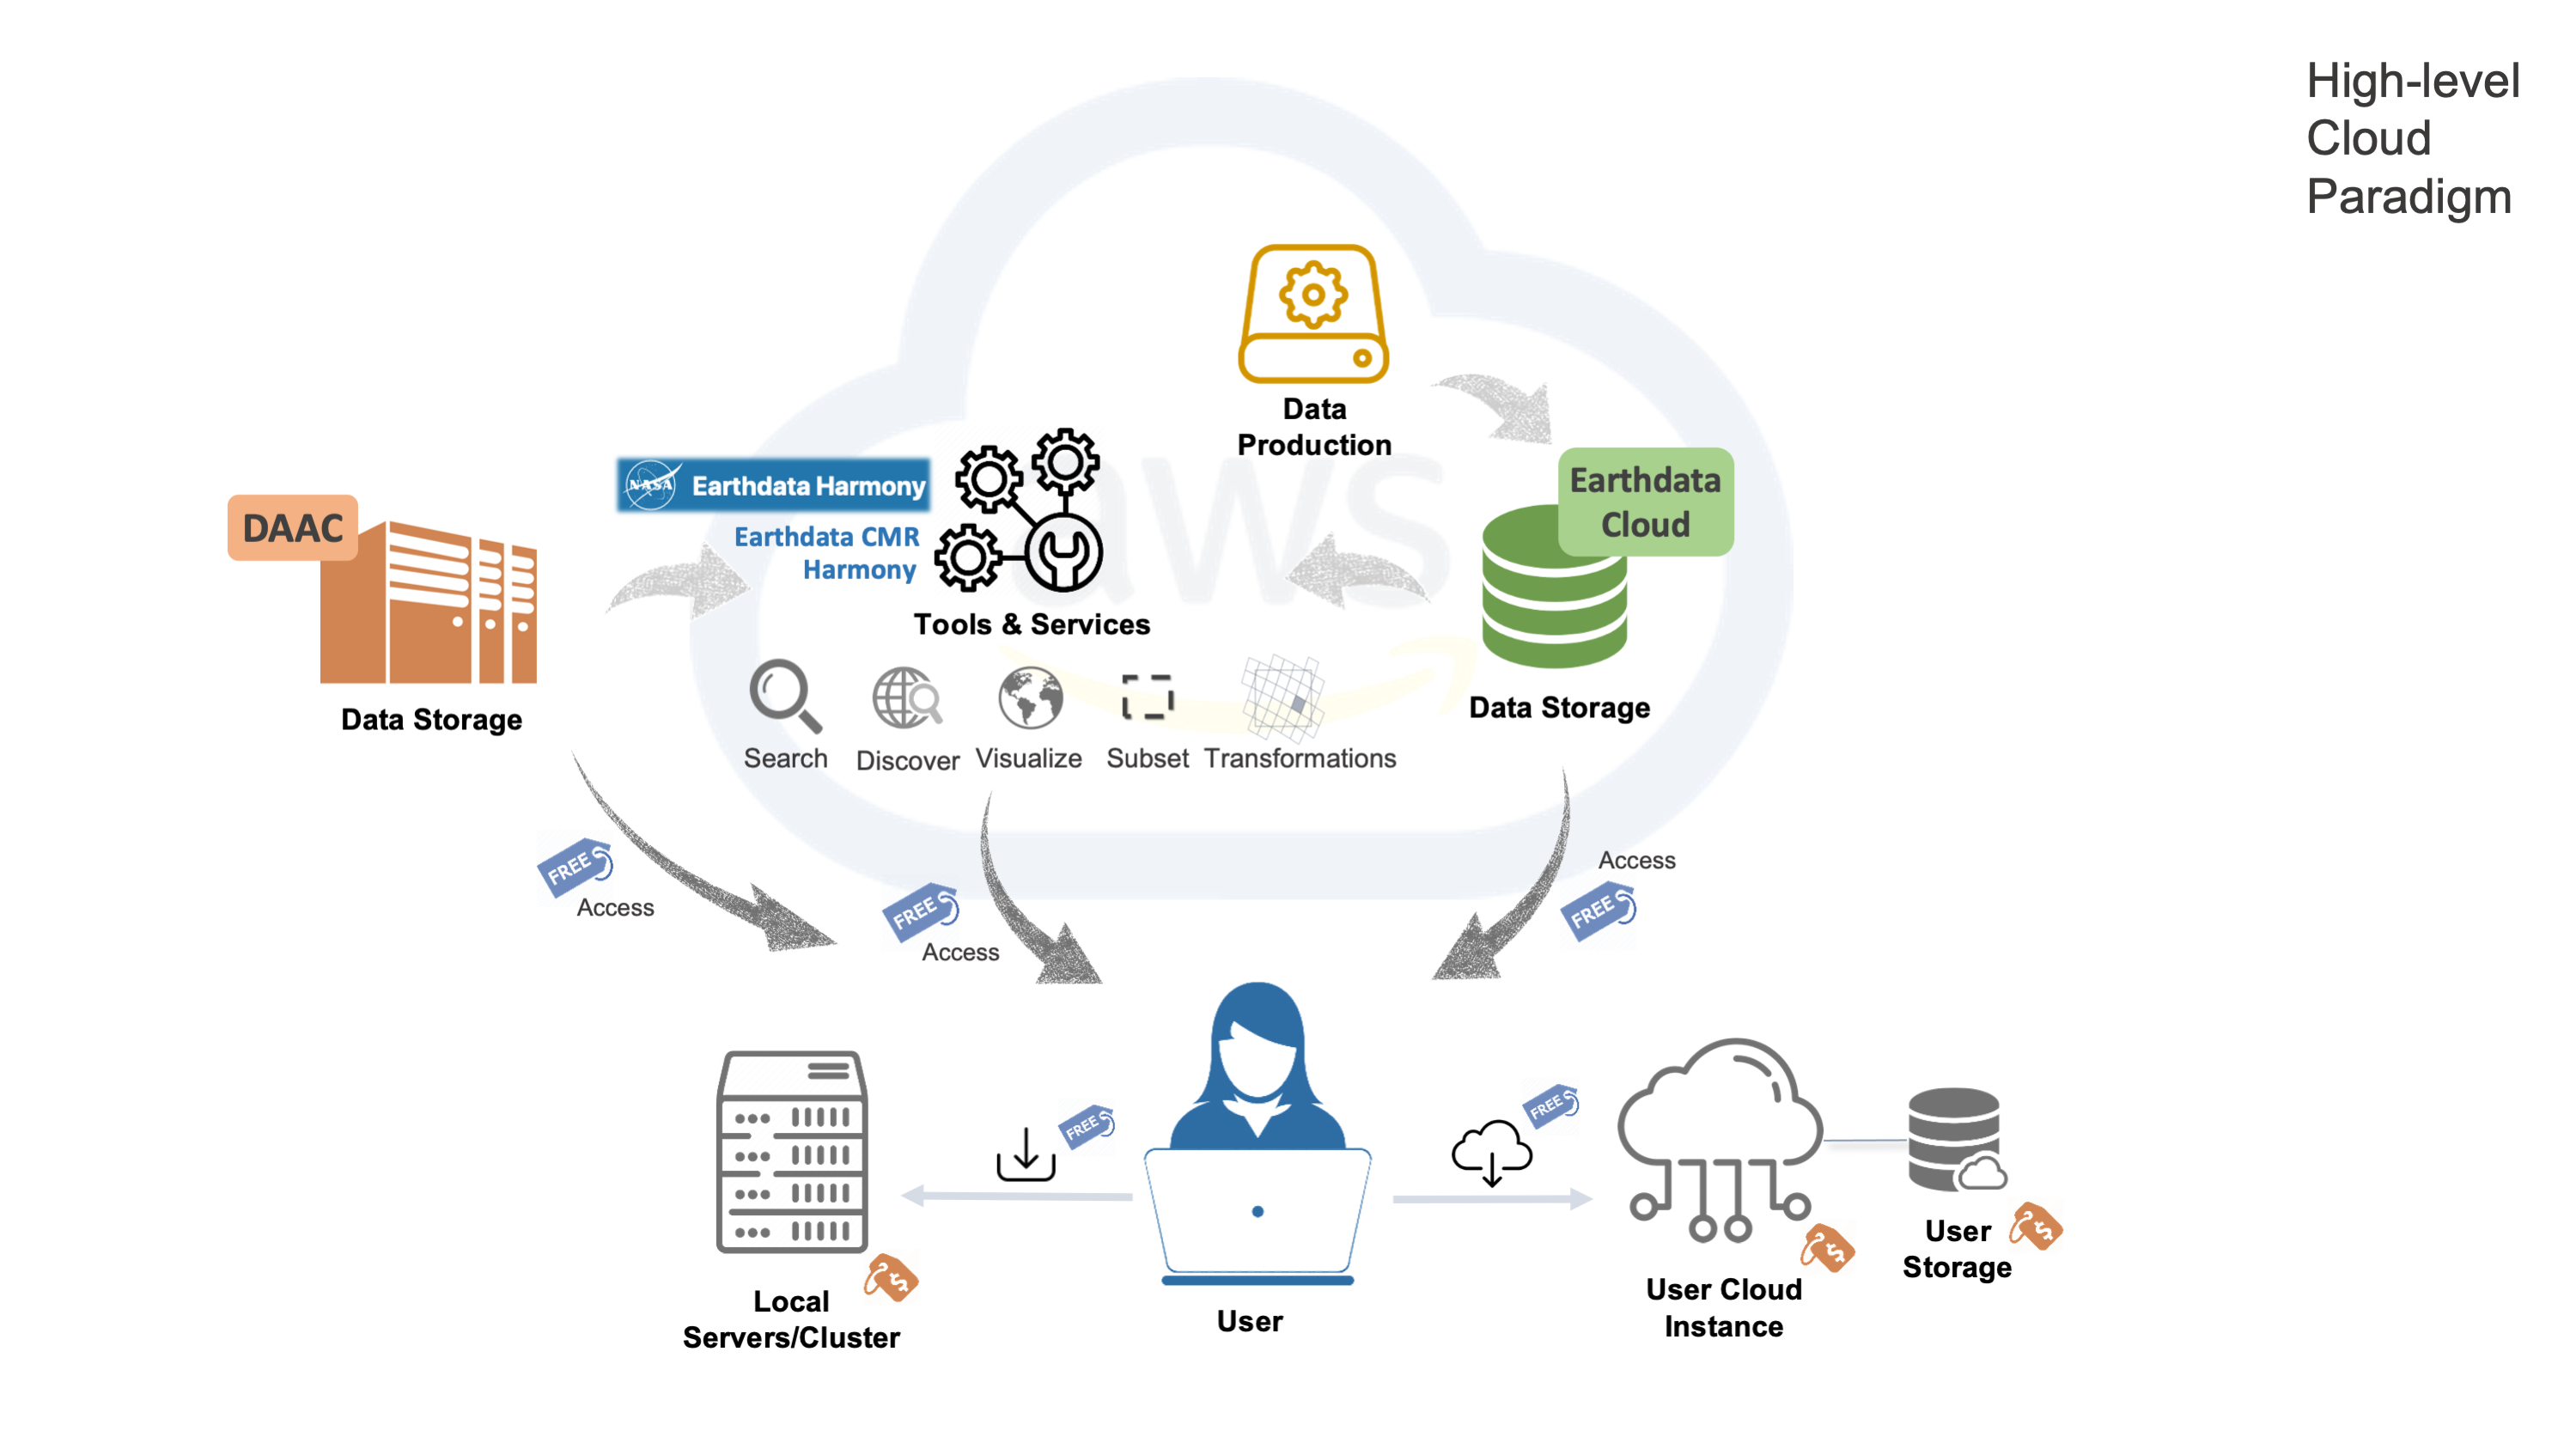 High-level
Cloud
Paradigm
Data
Production
aws
Earthdata
Cloud
Data Storage
DAAC
Data Storage
NASA
Earthdata Harmony
Earthdata CMR
Harmony
Tools & Services
Search
Discover
Visualize
Subset
Transformations
FREE
Access
FREE
Access
Access
FREE
FREE
FREE
$
Local
Servers/Cluster
User
$
User Cloud
Instance
$
User
Storage